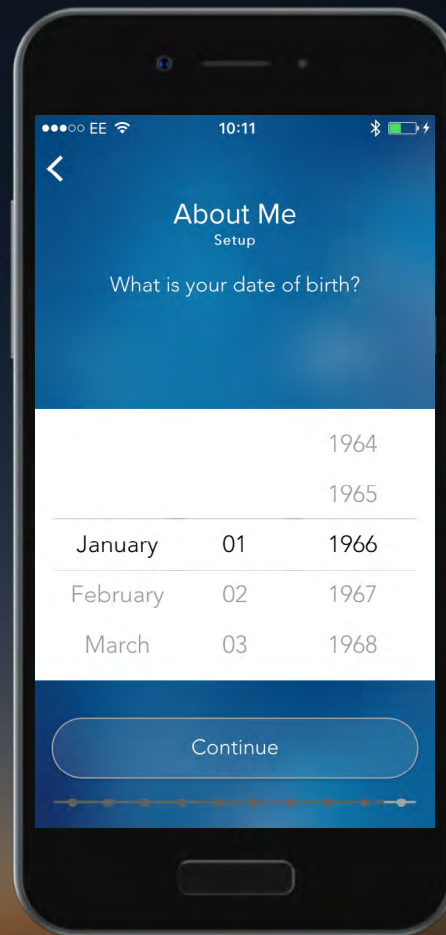 EE 10:11
About Me
Setup
What is your date of birth?
1964
1965
January 01 1966
February 02 1967
March 03 1968
Continue